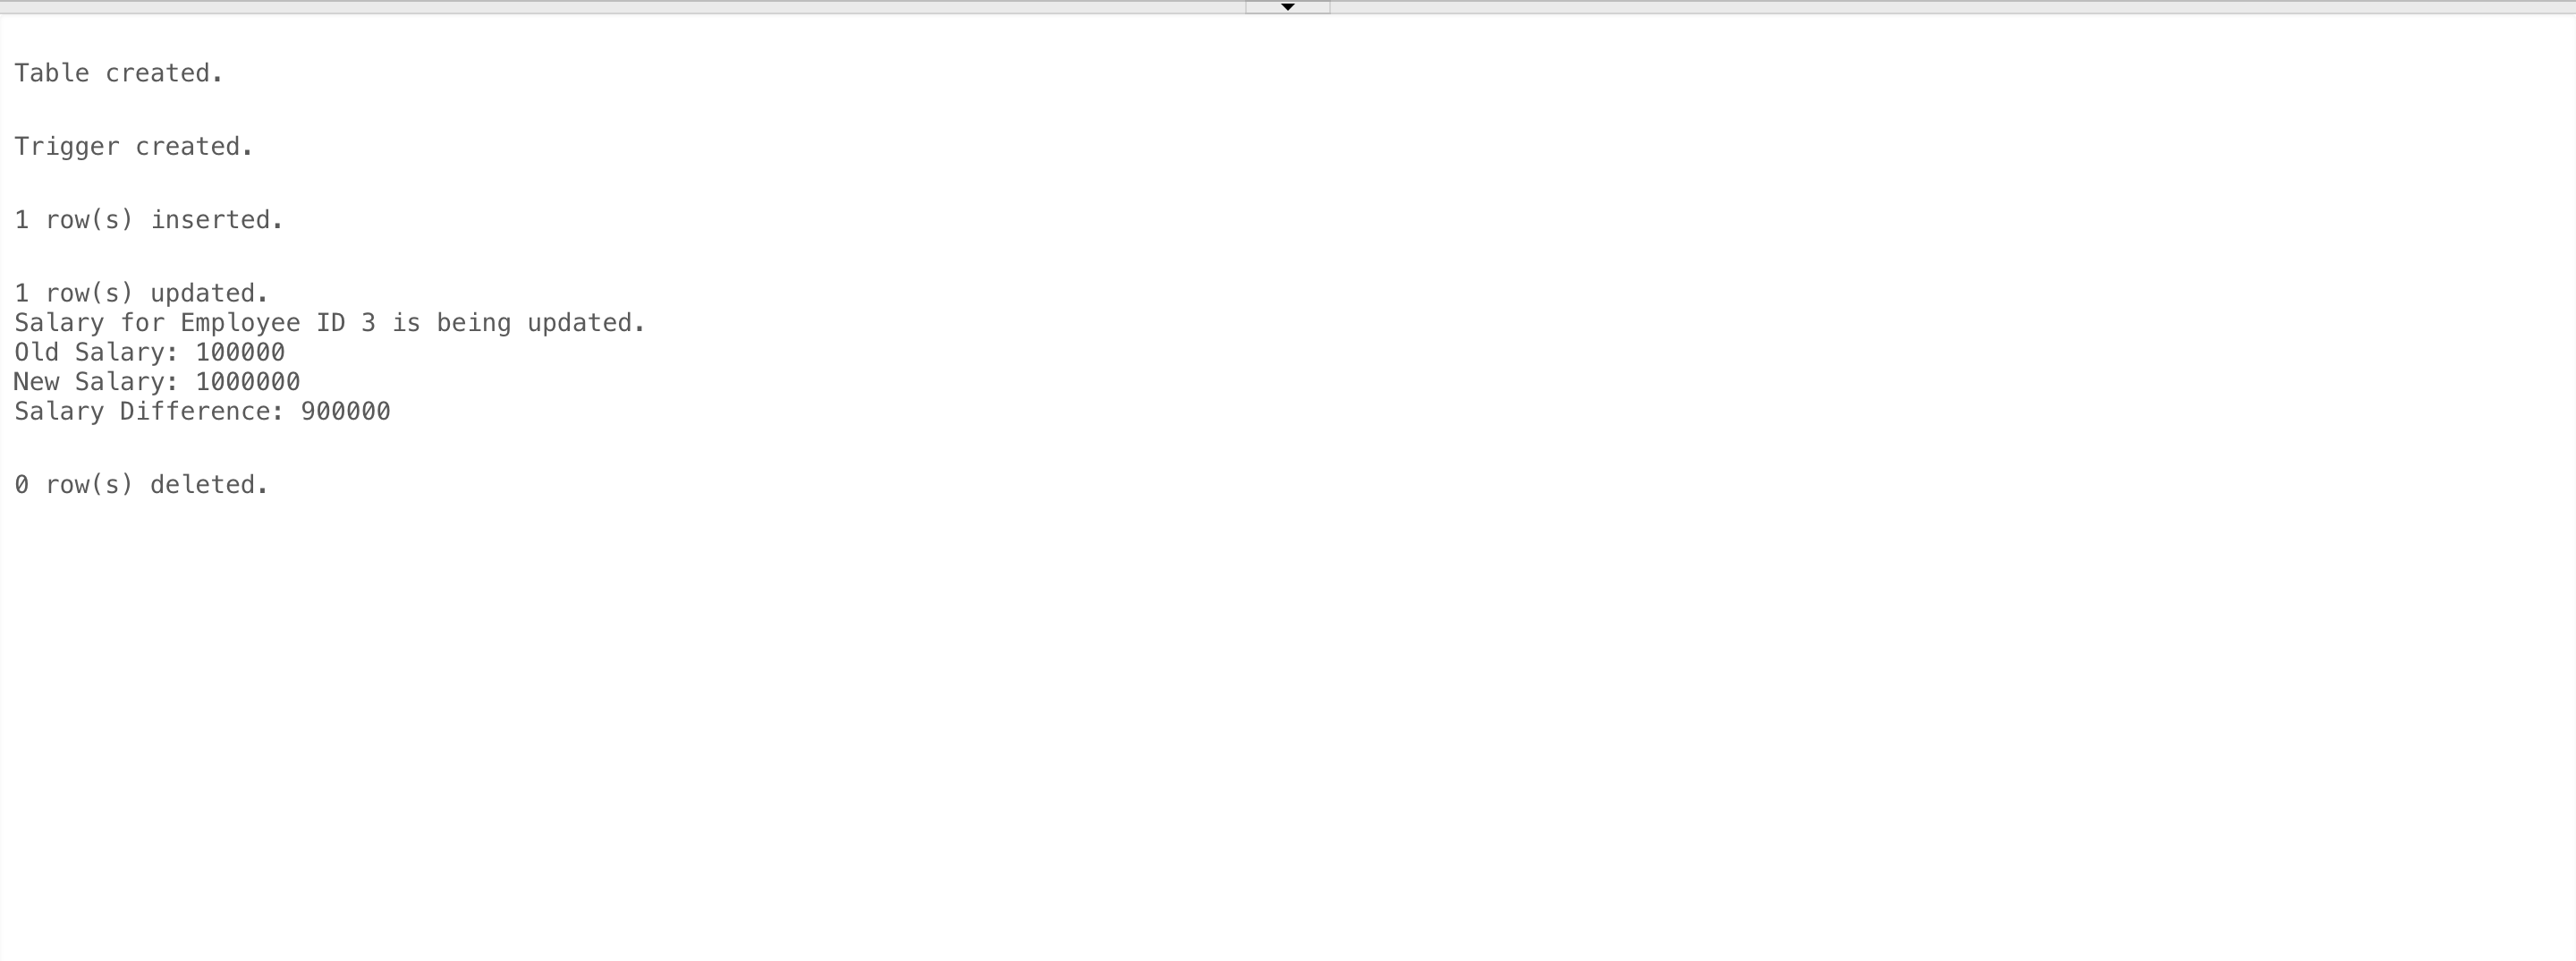 Table created.
Trigger created.
1 row(s) inserted.
1 row(s) updated.
Salary for Employee ID 3 is being updated.
Old Salary: 100000
New Salary: 1000000
Salary Difference: 900000
0 row(s) deleted.